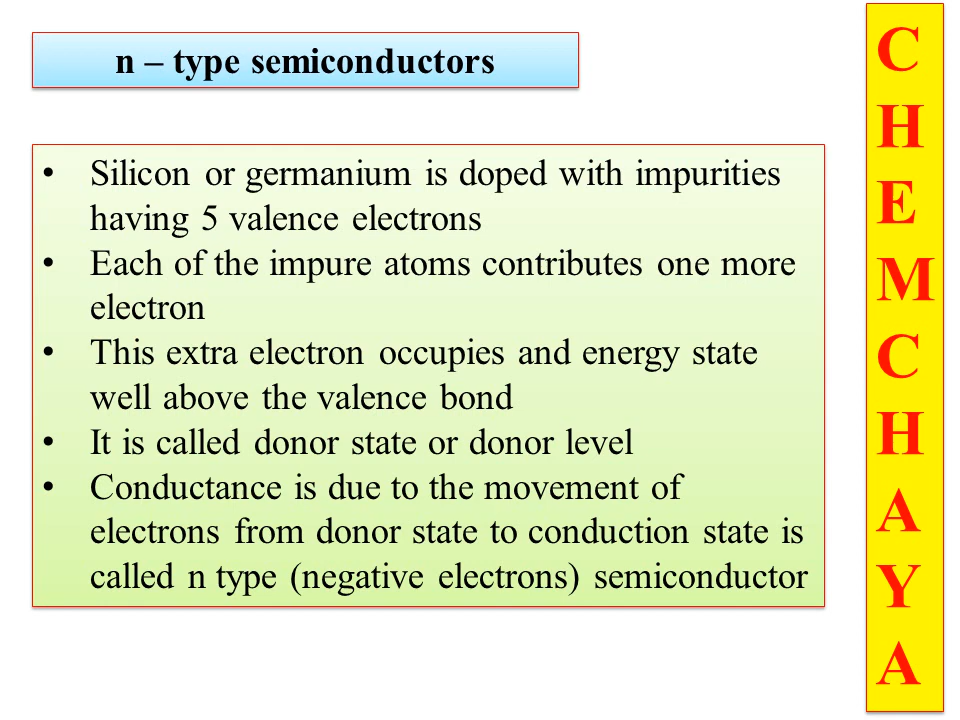 n – type semiconductors
• Silicon or germanium is doped with impurities
having 5 valence electrons
• Each of the impure atoms contributes one more
electron
• This extra electron occupies and energy state
well above the valence bond
• It is called donor state or donor level
• Conductance is due to the movement of
electrons from donor state to conduction state is
called n type (negative electrons) semiconductor
C
H
E
M
C
H
A
Y
A